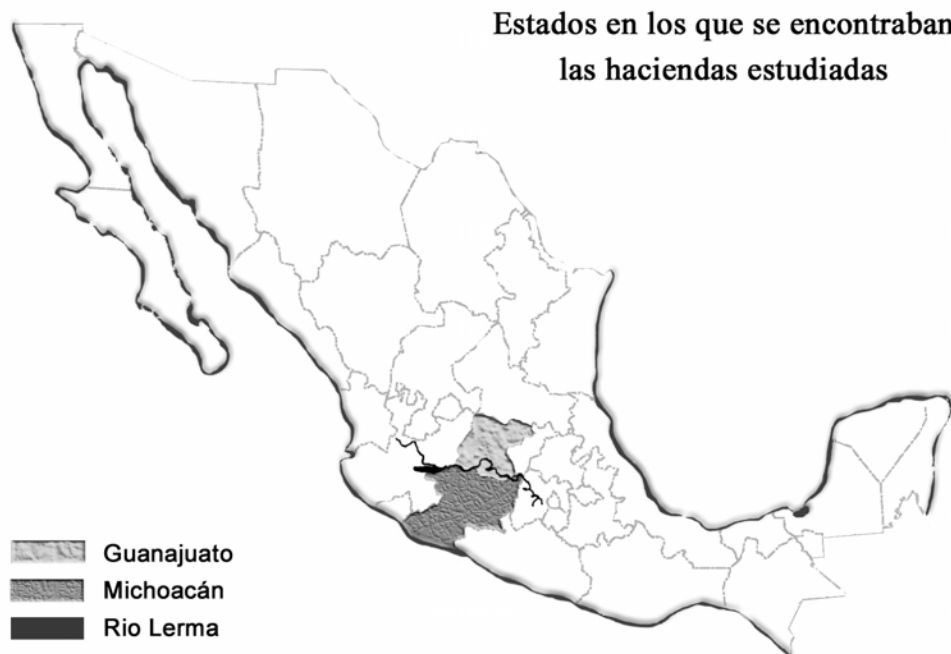 Estados en los que se encontraban
las haciendas estudiadas
Guanajuato
Michoacán
Rio Lerma